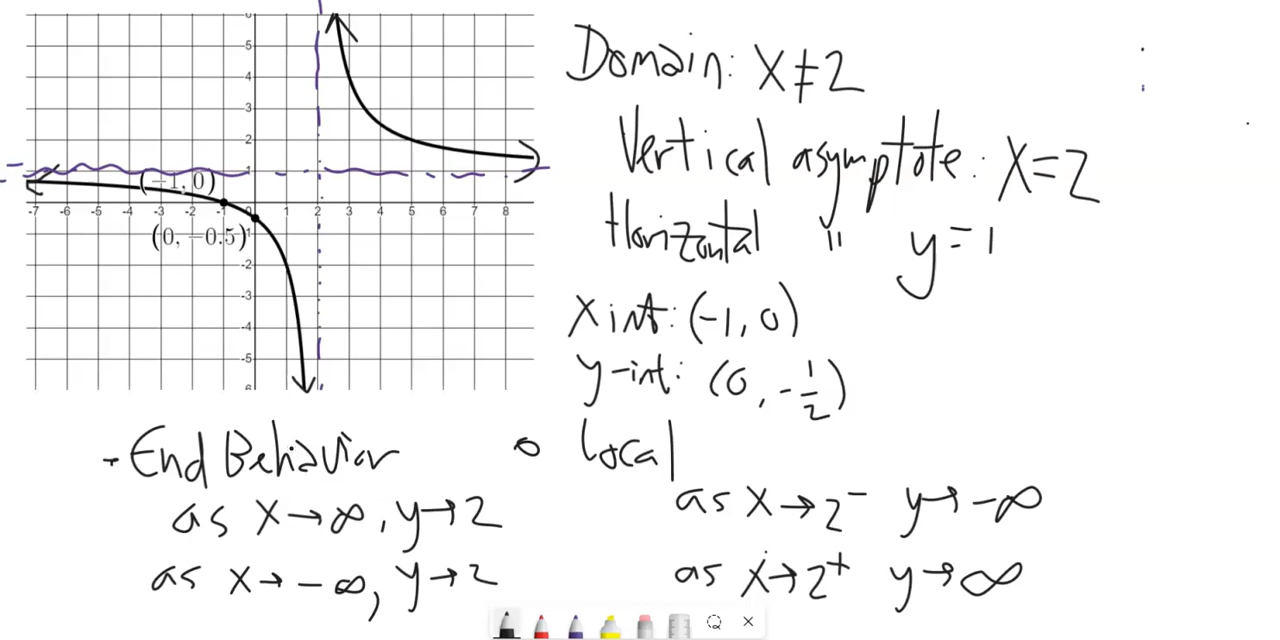 6
5
4
3
2
(−1, 0)
-7 -6 -5 -4 -3 -2 -1 0 1 2 3 4 5 6 7 8
(0, −0.5)
-1
-2
-3
-4
-5
6
Domain: X ≠ 2
Vertical asymptote: X = 2
Horizontal " y = 1
X int: (-1, 0)
y-int: (0, -1/2)
- End Behavior
as X → ∞, y → 2
as X → -∞, y → 2
o Local
as X → 2⁻ y → -∞
as X → 2⁺ y → ∞